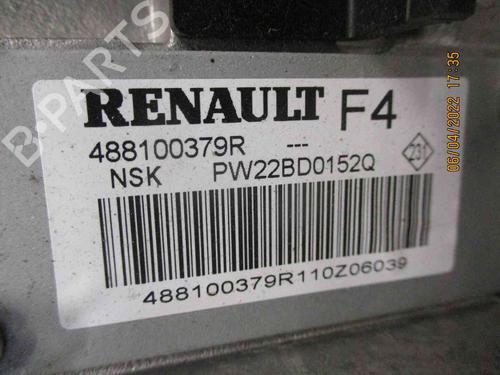 B-PARTS
RENAULT F4
488100379R ---
NSK PW22BD0152Q
231
488100379R110Z06039
06/04/2022 17:35